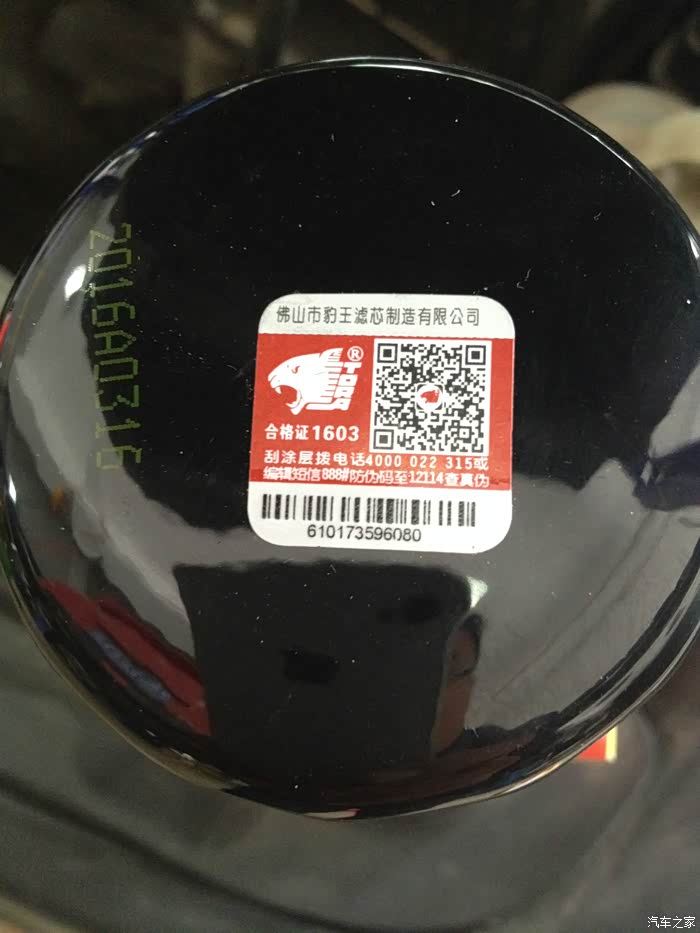 2016A0316
佛山市豹王滤芯制造有限公司
TORA®
合格证1603
刮涂层拨电话4000 022 315或
编辑短信888#防伪码至12114查真伪
610173596080
汽车之家